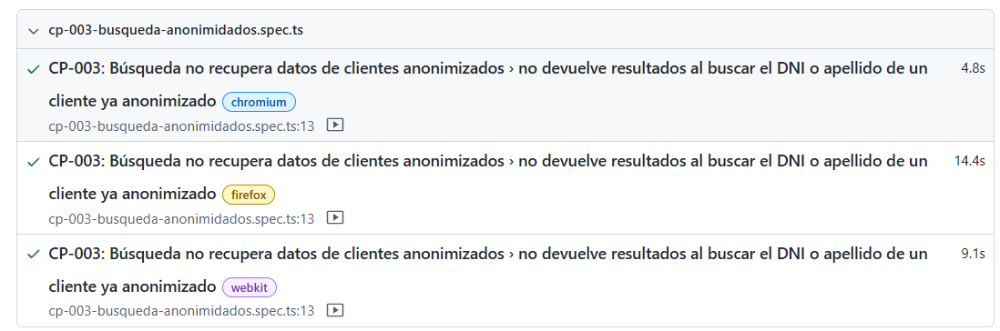 cp-003-busqueda-anonimidados.spec.ts
CP-003: Búsqueda no recupera datos de clientes anonimizados › no devuelve resultados al buscar el DNI o apellido de un 4.8s
cliente ya anonimizado chromium
cp-003-busqueda-anonimidados.spec.ts:13
CP-003: Búsqueda no recupera datos de clientes anonimizados › no devuelve resultados al buscar el DNI o apellido de un 14.4s
cliente ya anonimizado firefox
cp-003-busqueda-anonimidados.spec.ts:13
CP-003: Búsqueda no recupera datos de clientes anonimizados › no devuelve resultados al buscar el DNI o apellido de un 9.1s
cliente ya anonimizado webkit
cp-003-busqueda-anonimidados.spec.ts:13